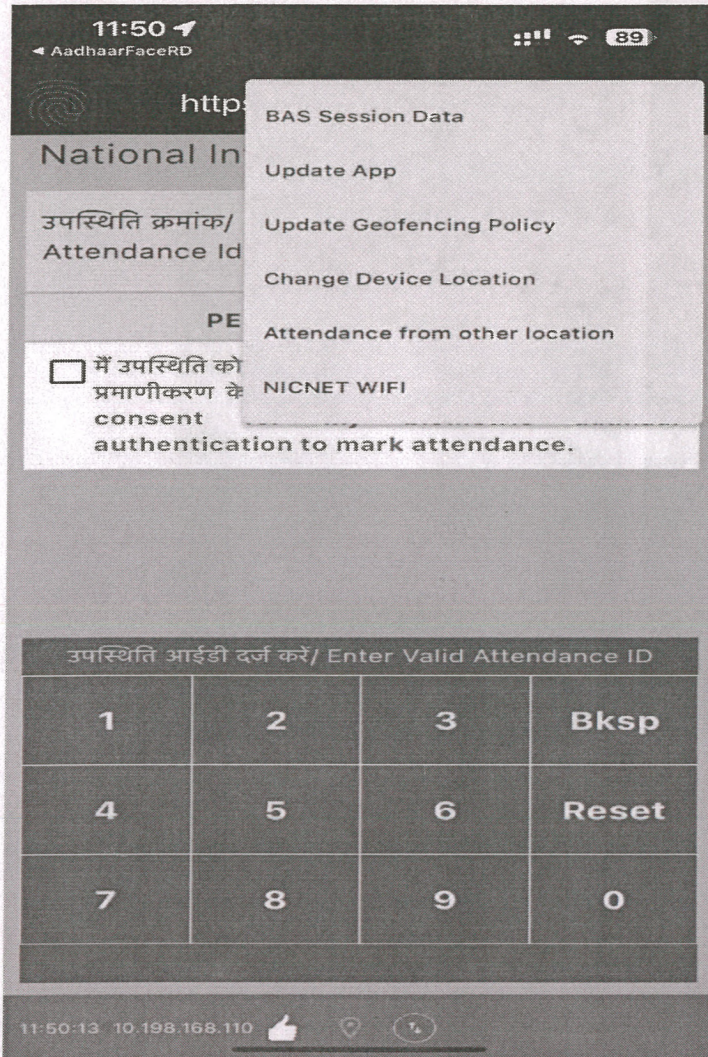 11:50
89
◀ AadhaarFaceRD
https
BAS Session Data
National In
Update App
उपस्थिति क्रमांक/
Update Geofencing Policy
Attendance Id
Change Device Location
PE
Attendance from other location
मैं उपस्थिति को
प्रमाणीकरण के
NICNET WIFI
consent
authentication to mark attendance.
उपस्थिति आईडी दर्ज करें/ Enter Valid Attendance ID
1 2 3 Bksp
4 5 6 Reset
7 8 9 0
11:50:13 10.198.168.110